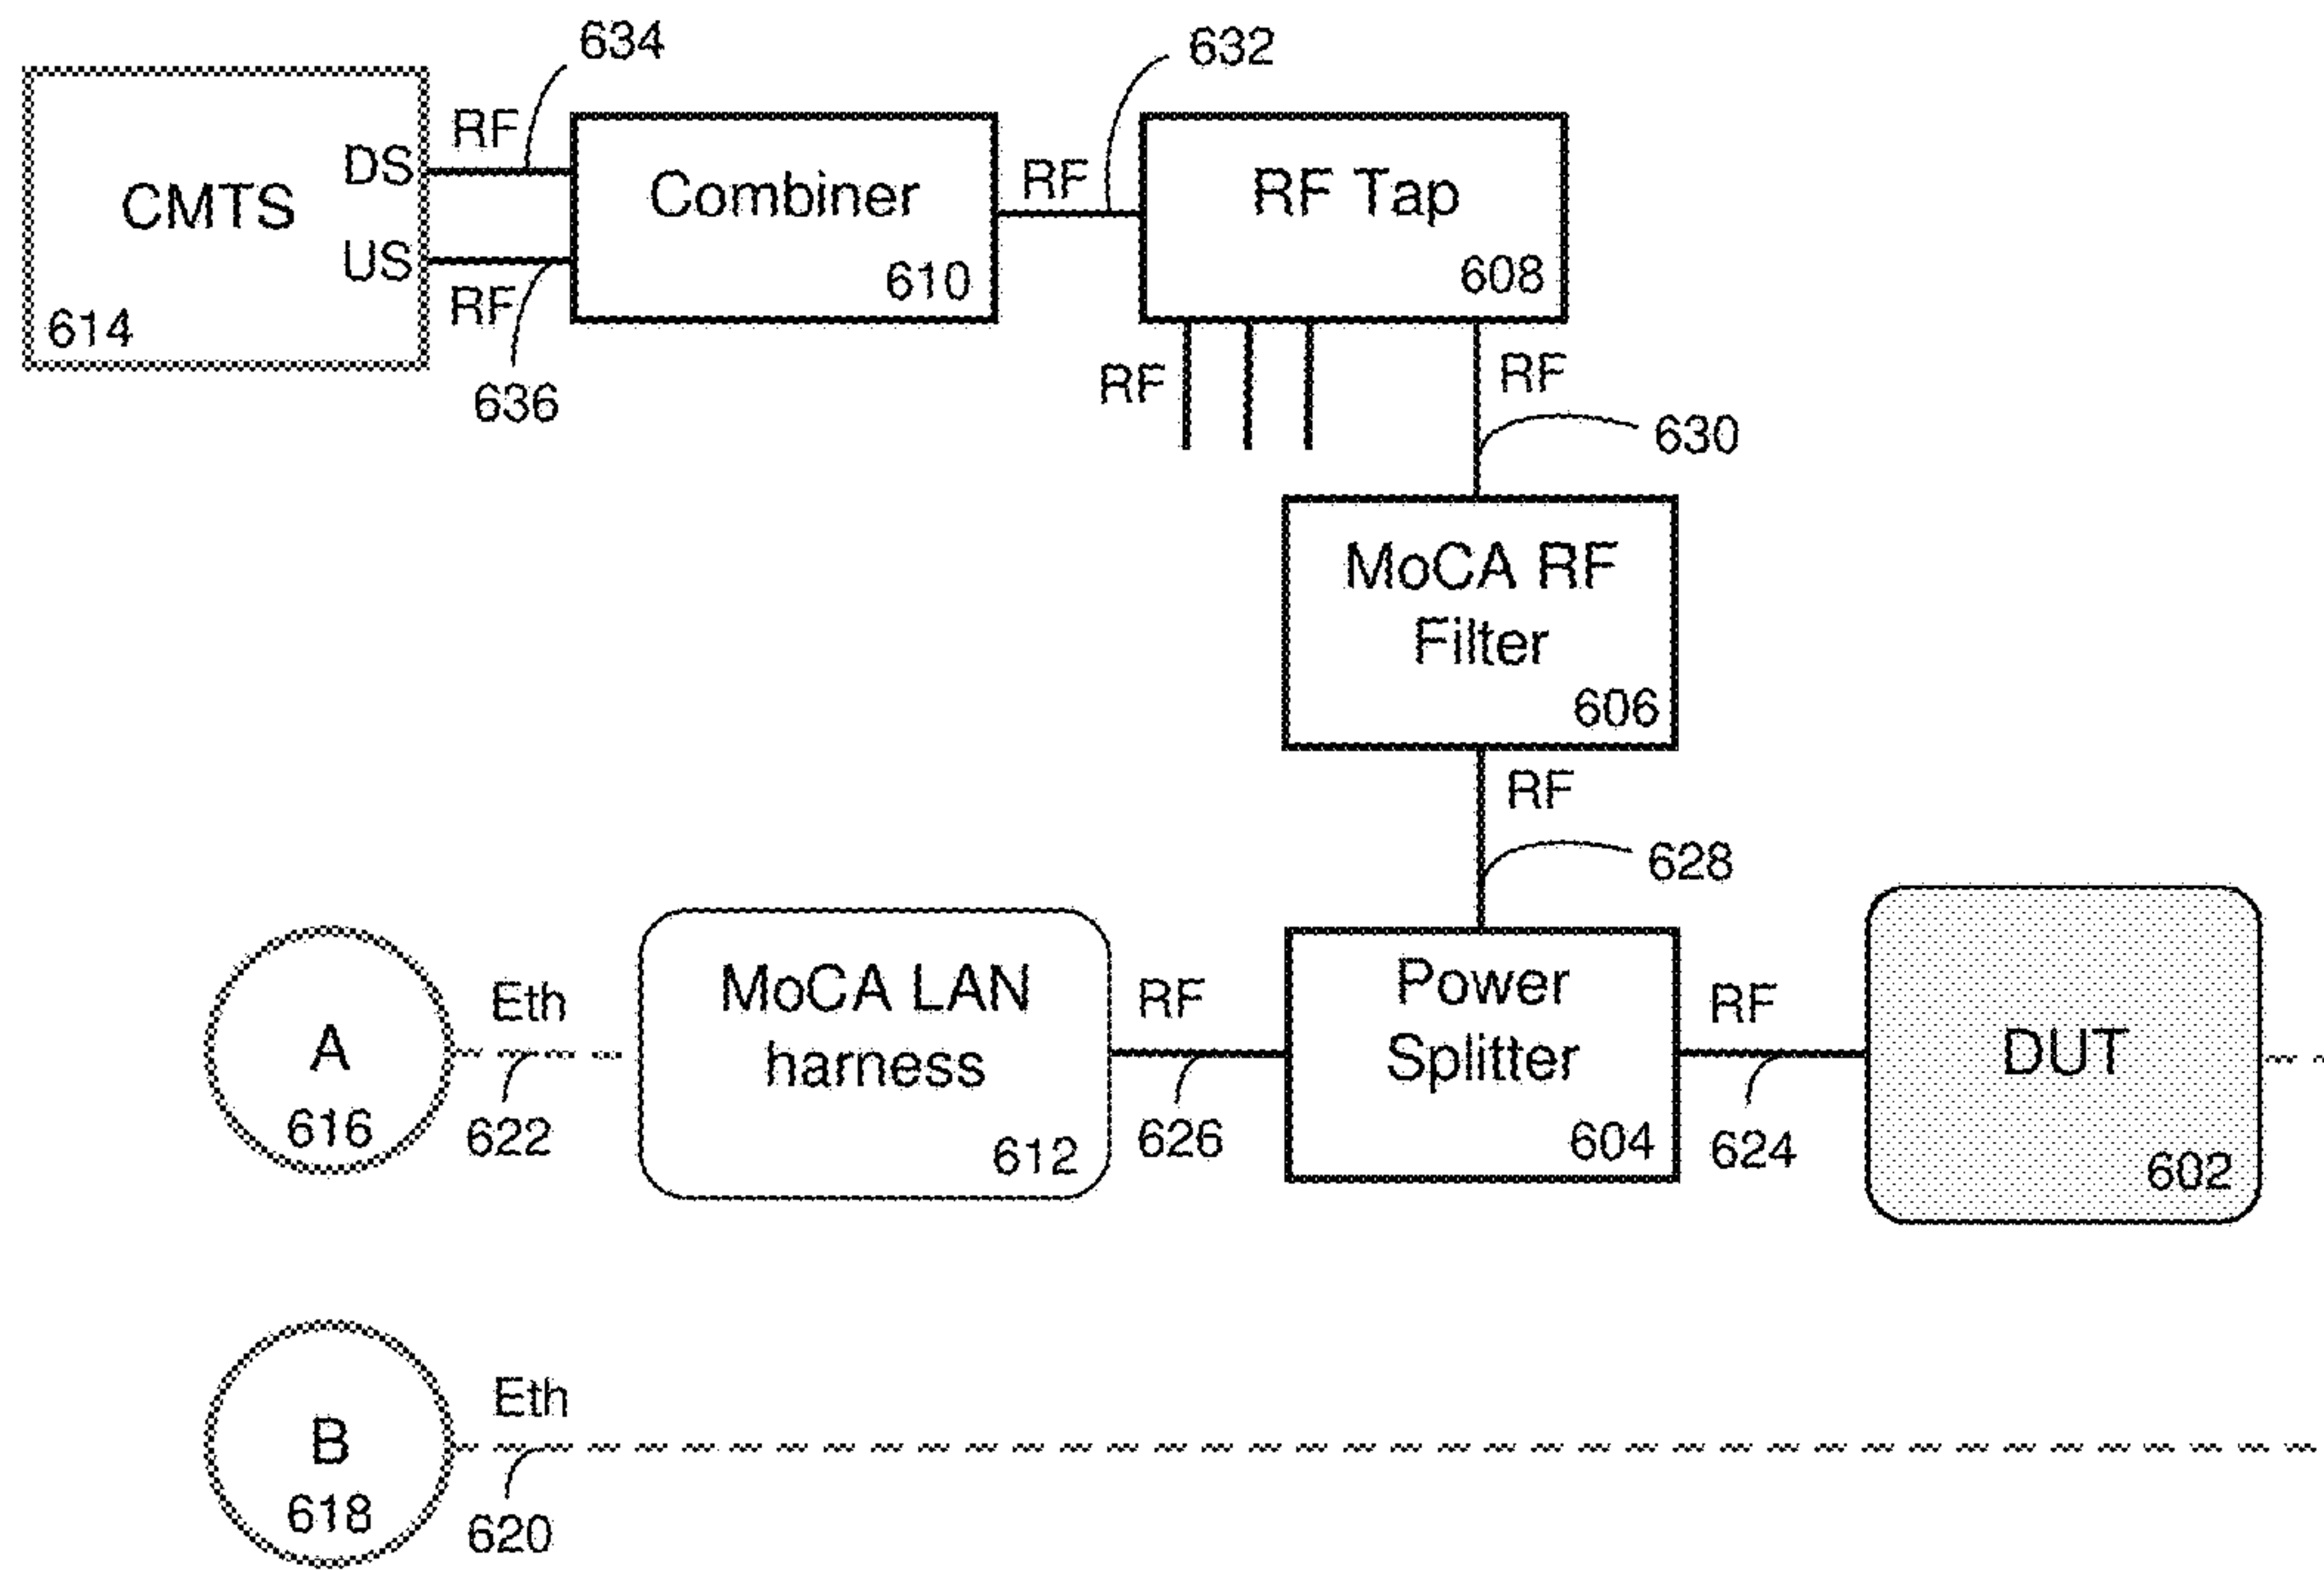 634
632
RF
DS
CMTS
US
RF
614
636
Combiner
610
RF
RF Tap
608
RF
RF
630
MoCA RF
Filter
606
RF
628
A
616
Eth
622
MoCA LAN
harness
612
RF
626
Power
Splitter
604
RF
624
DUT
602
B
618
Eth
620